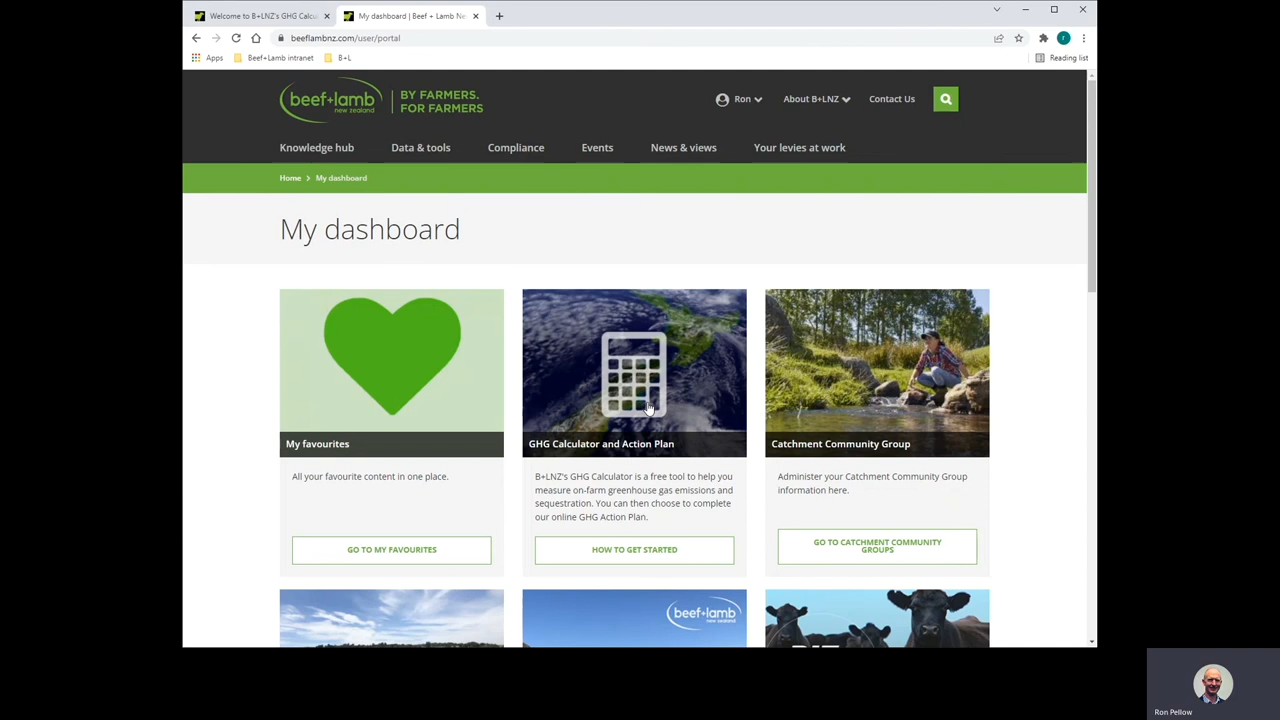 Welcome to B+LNZ's GHG Calcu
My dashboard | Beef + Lamb Ne
beeflambnz.com/user/portal
Apps
Beef+Lamb intranet
B+L
Reading list
beef+lamb
new zealand
BY FARMERS.
FOR FARMERS
Ron
About B+LNZ
Contact Us
Knowledge hub
Data & tools
Compliance
Events
News & views
Your levies at work
Home > My dashboard
My dashboard
My favourites
All your favourite content in one place.
GO TO MY FAVOURITES
GHG Calculator and Action Plan
B+LNZ's GHG Calculator is a free tool to help you
measure on-farm greenhouse gas emissions and
sequestration. You can then choose to complete
our online GHG Action Plan.
HOW TO GET STARTED
Catchment Community Group
Administer your Catchment Community Group
information here.
GO TO CATCHMENT COMMUNITY
GROUPS
beef+lamb
new zealand
Ron Pellow